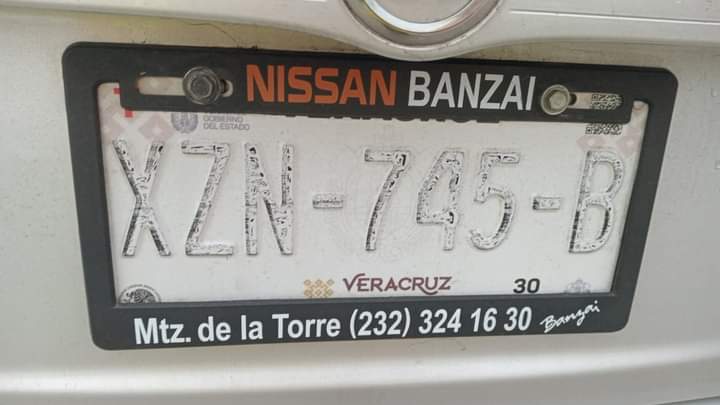 NISSAN BANZAI
GOBIERNO
DEL ESTADO
XZN-745-B
VERACRUZ 30
Mtz. de la Torre (232) 324 16 30 Banzai